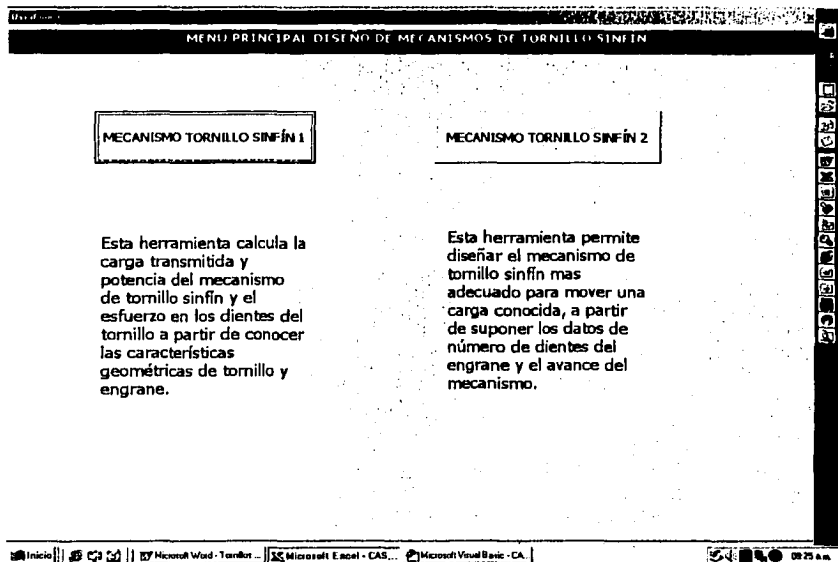 MENU PRINCIPAL DISEÑO DE MECANISMOS DE TORNILLO SINFIN
MECANISMO TORNILLO SINFÍN 1
MECANISMO TORNILLO SINFÍN 2
Esta herramienta calcula la
carga transmitida y
potencia del mecanismo
de tornillo sinfín y el
esfuerzo en los dientes del
tornillo a partir de conocer
las características
geométricas de tornillo y
engrane.
Esta herramienta permite
diseñar el mecanismo de
tornillo sinfín mas
adecuado para mover una
carga conocida, a partir
de suponer los datos de
número de dientes del
engrane y el avance del
mecanismo.
Inicio Microsoft Word - Tornillos ... Microsoft Excel - CAS... Microsoft Visual Basic - CA... 08:25 a.m.